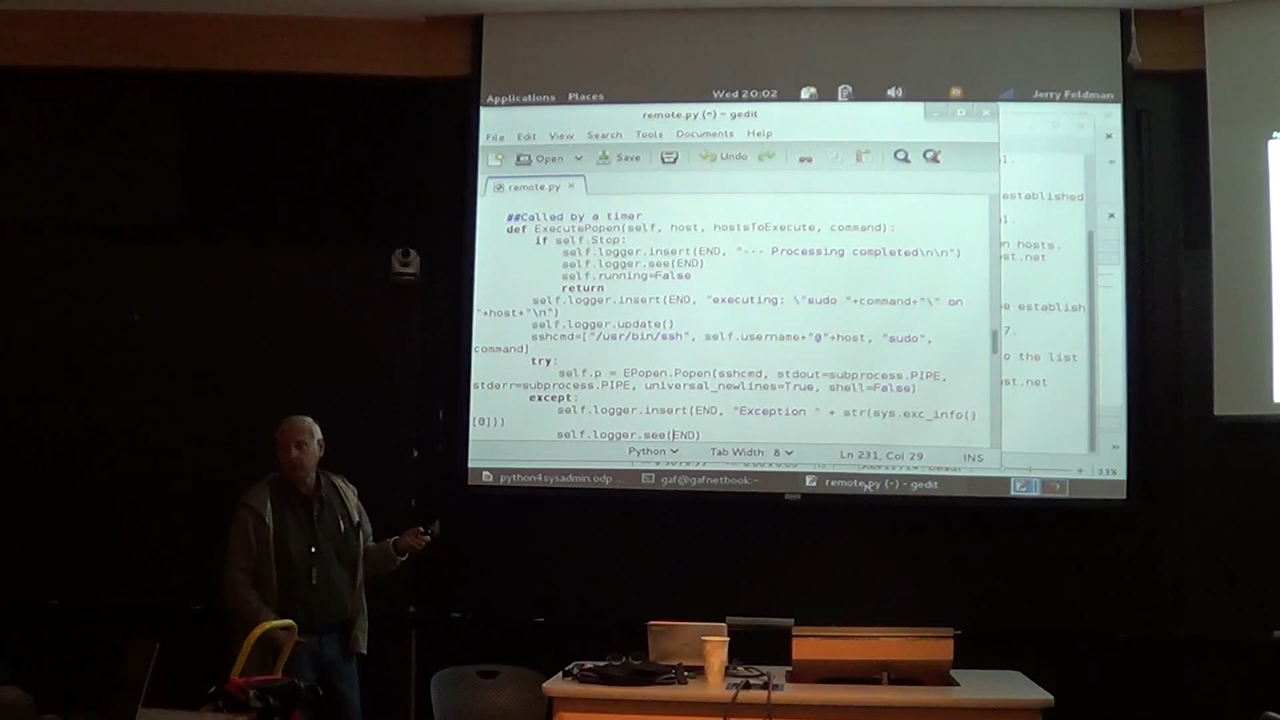 Applications Places Wed 20:02 Jerry Feldman
remote.py (~) - gedit
File Edit View Search Tools Documents Help
Open Save Undo
remote.py
##Called by a timer
def ExecutePopen(self, host, hostsToExecute, command):
if self.Stop:
self.logger.insert(END, "--- Processing completed\n\n")
self.logger.see(END)
self.running=False
return
self.logger.insert(END, "executing: \"sudo "+command+"\" on
"+host+"\n")
self.logger.update()
sshcmd=["/usr/bin/ssh", self.username+"@"+host, "sudo",
command]
try:
self.p = EPopen.Popen(sshcmd, stdout=subprocess.PIPE,
stderr=subprocess.PIPE, universal_newlines=True, shell=False)
except:
self.logger.insert(END, "Exception " + str(sys.exc_info()
[0]))
self.logger.see(END)
Python Tab Width: 8 Ln 231, Col 29 INS
established
n hosts.
st.net
establish
7.
o the list
st.net
33%
python4sysadmin.odp... gaf@gafnetbook:~ remote.py (~) - gedit